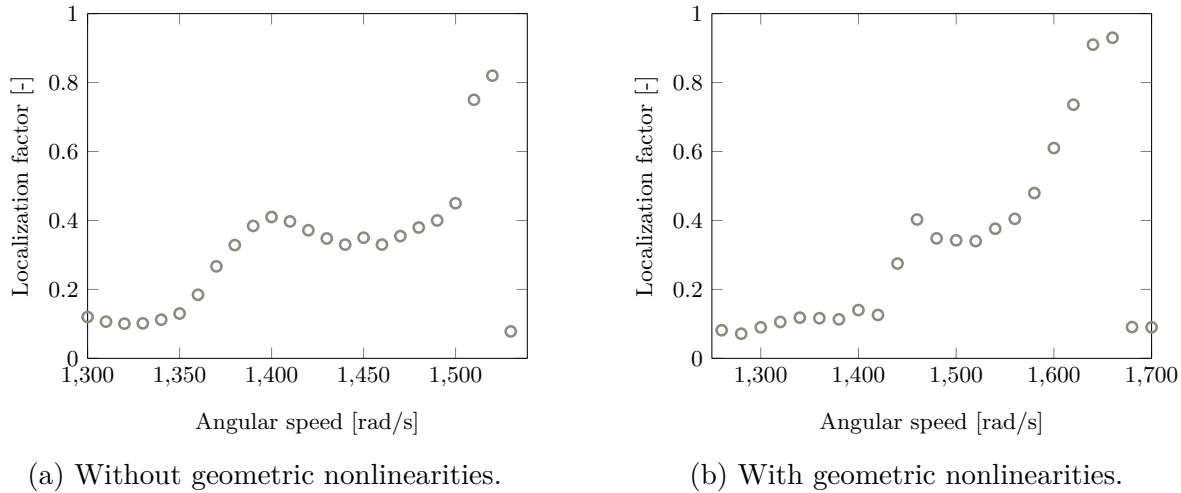 1
0.8
0.6
0.4
0.2
0
Localization factor [-]
1,300 1,350 1,400 1,450 1,500
Angular speed [rad/s]
(a) Without geometric nonlinearities.
1
0.8
0.6
0.4
0.2
0
Localization factor [-]
1,300 1,400 1,500 1,600 1,700
Angular speed [rad/s]
(b) With geometric nonlinearities.